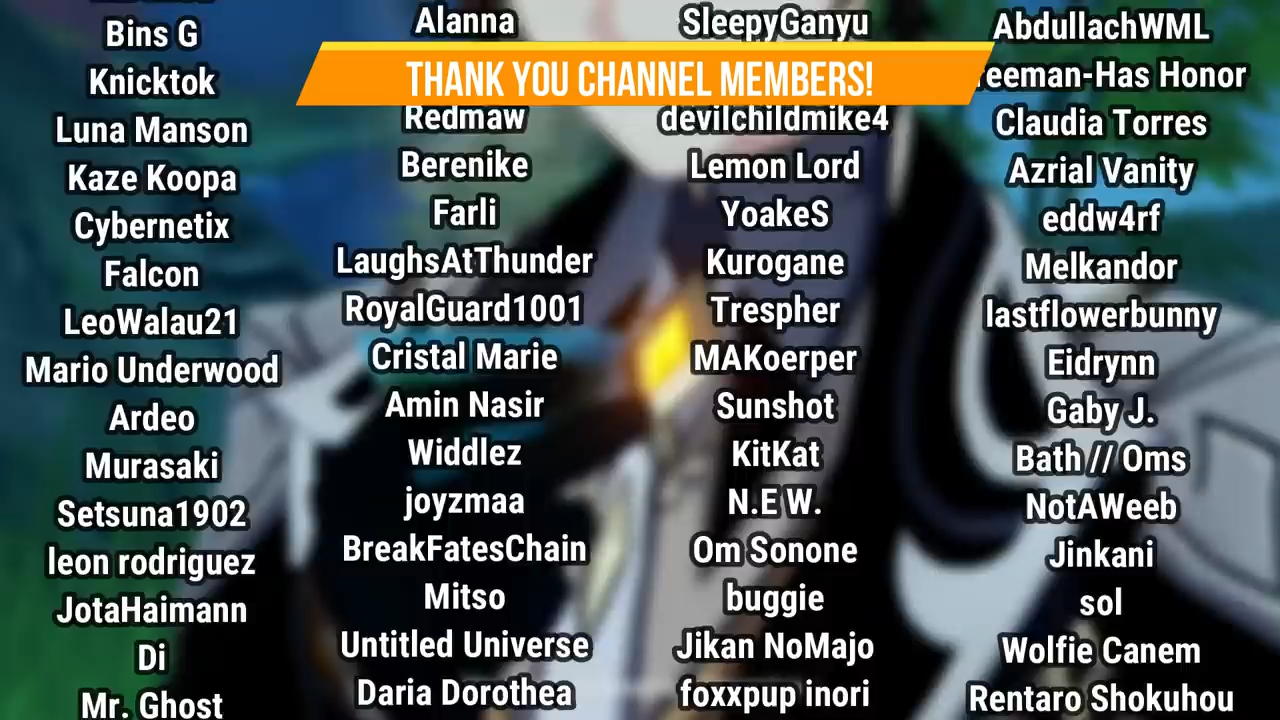 THANK YOU CHANNEL MEMBERS!
Bins G
Knicktok
Luna Manson
Kaze Koopa
Cybernetix
Falcon
LeoWalau21
Mario Underwood
Ardeo
Murasaki
Setsuna1902
leon rodriguez
JotaHaimann
Di
Mr. Ghost
Alanna
Redmaw
Berenike
Farli
LaughsAtThunder
RoyalGuard1001
Cristal Marie
Amin Nasir
Widdlez
joyzmaa
BreakFatesChain
Mitso
Untitled Universe
Daria Dorothea
SleepyGanyu
devilchildmike4
Lemon Lord
YoakeS
Kurogane
Trespher
MAKoerper
Sunshot
KitKat
N.E W.
Om Sonone
buggie
Jikan NoMajo
foxxpup inori
AbdullachWML
reeman-Has Honor
Claudia Torres
Azrial Vanity
eddw4rf
Melkandor
lastflowerbunny
Eidrynn
Gaby J.
Bath // Oms
NotAWeeb
Jinkani
sol
Wolfie Canem
Rentaro Shokuhou